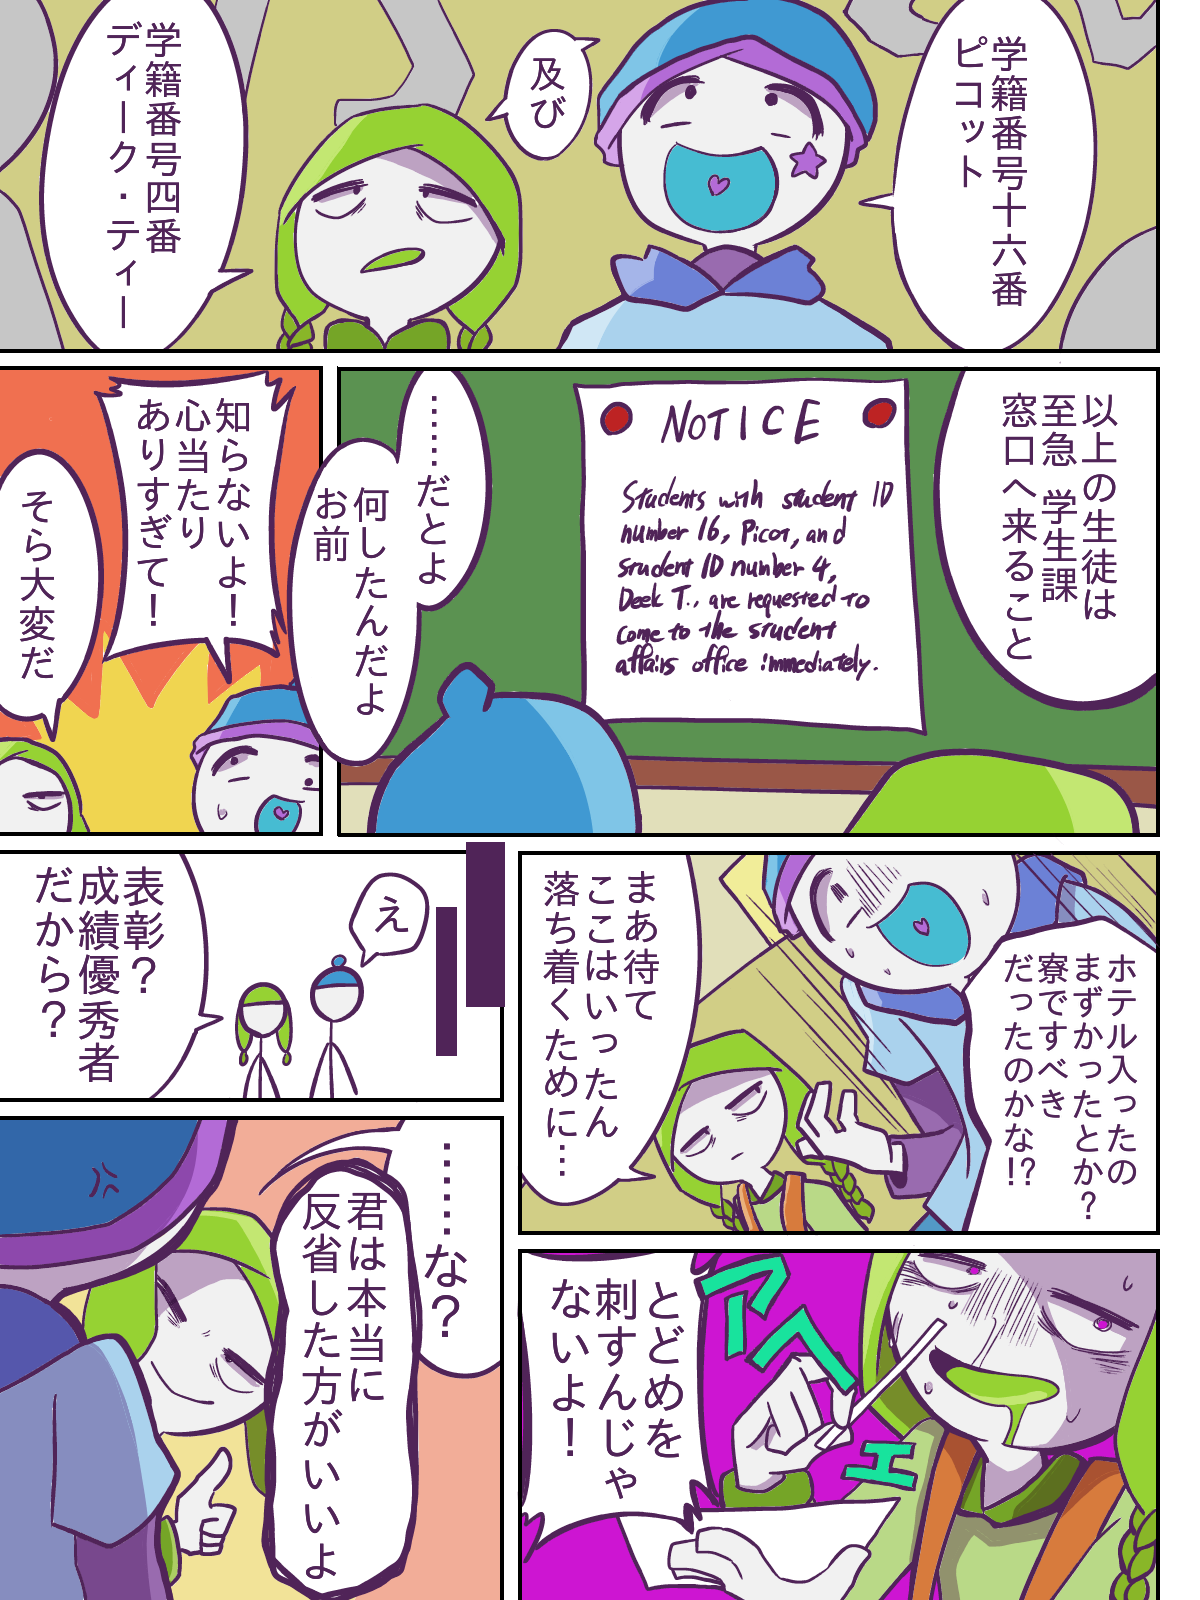 学籍番号十六番
ピコット
及び
学籍番号四番
ディーク・ティー
以上の生徒は
至急 学生課
窓口へ来ること
NOTICE
Students with student ID
number 16, Picot, and
student ID number 4,
Deek T., are requested to
come to the student
affairs office immediately.
……だとよ
何したんだよ
お前
知らないよ！
心当たり
ありすぎて！
そら大変だ
ホテル入ったの
まずかったとか？
寮ですべき
だったのかな!?
まあ待て
ここはいったん
落ち着くために…
アヘェ
とどめを
刺すんじゃ
ないよ！
え
表彰？
成績優秀者
だから？
……な？
君は本当に
反省した方がいいよ